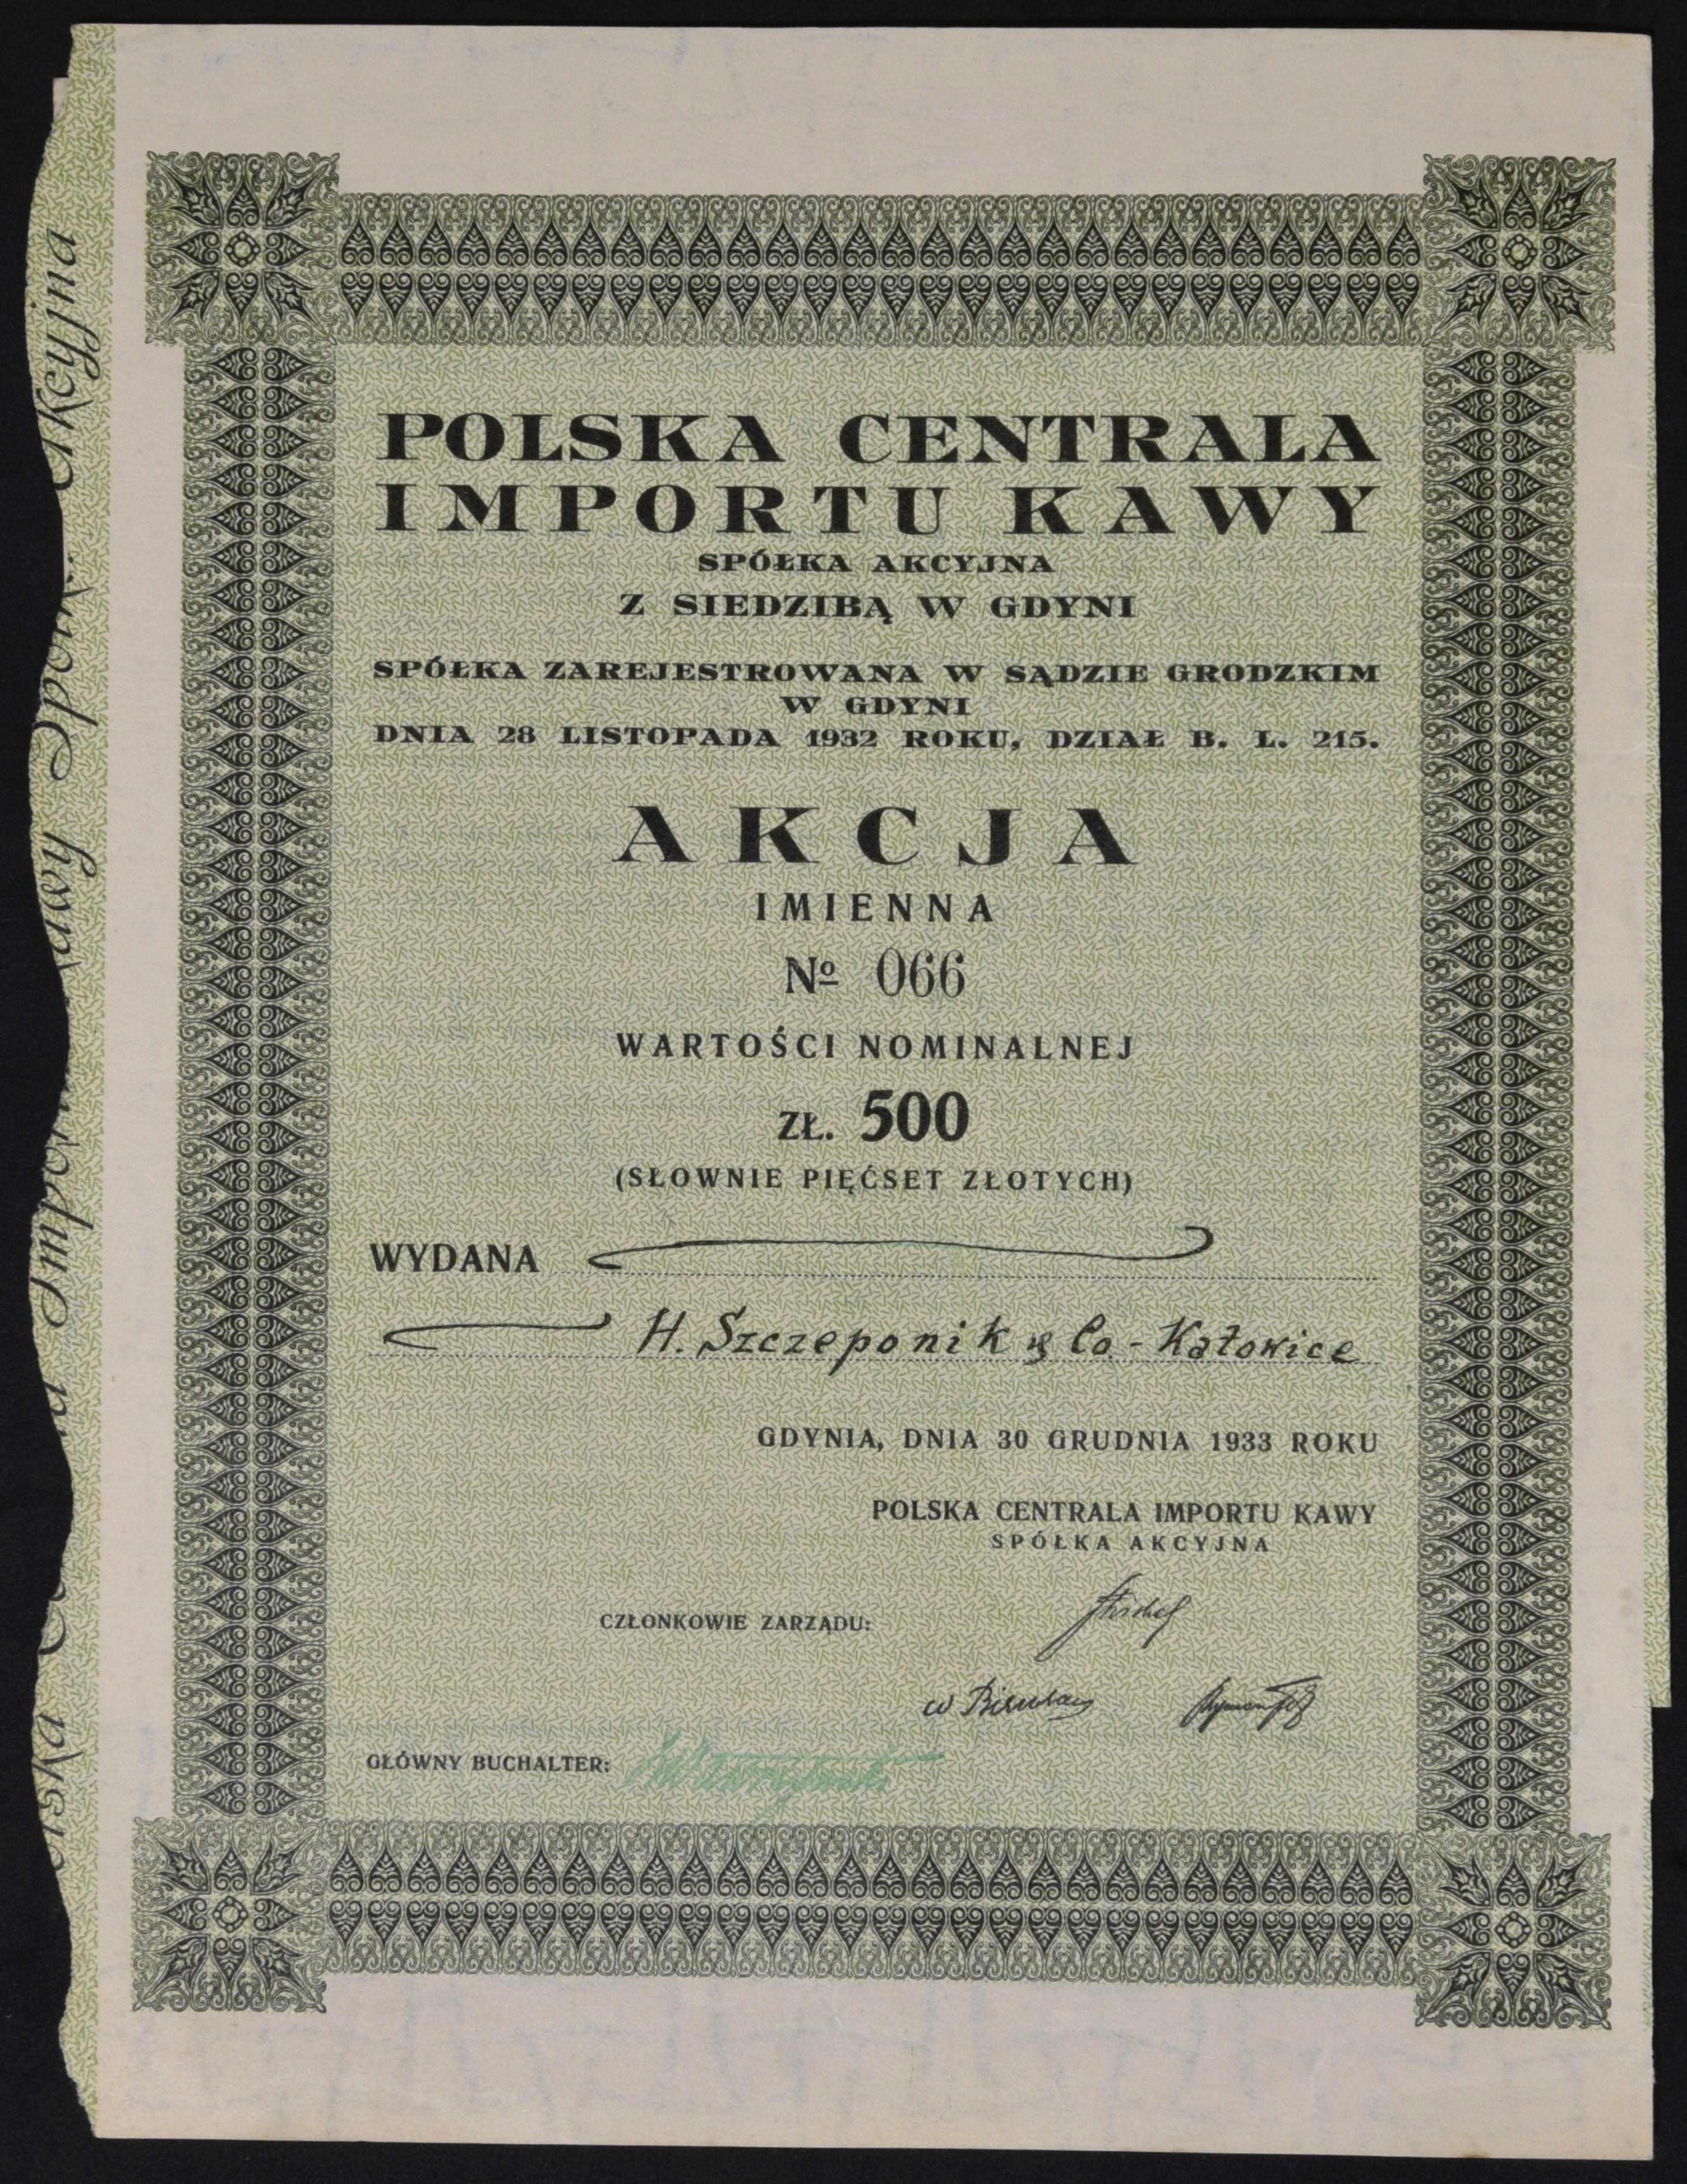 POLSKA CENTRALA
IMPORTU KAWY
SPÓŁKA AKCYJNA
Z SIEDZIBĄ W GDYNI
SPÓŁKA ZAREJESTROWANA W SĄDZIE GRODZKIM
W GDYNI
DNIA 28 LISTOPADA 1932 ROKU, DZIAŁ B. L. 215.
AKCJA
IMIENNA
Nº 066
WARTOŚCI NOMINALNEJ
ZŁ. 500
(SŁOWNIE PIĘĆSET ZŁOTYCH)
WYDANA
H. Szczeponik & Co. - Katowice
GDYNIA, DNIA 30 GRUDNIA 1933 ROKU
POLSKA CENTRALA IMPORTU KAWY
SPÓŁKA AKCYJNA
CZŁONKOWIE ZARZĄDU:
GŁÓWNY BUCHALTER: